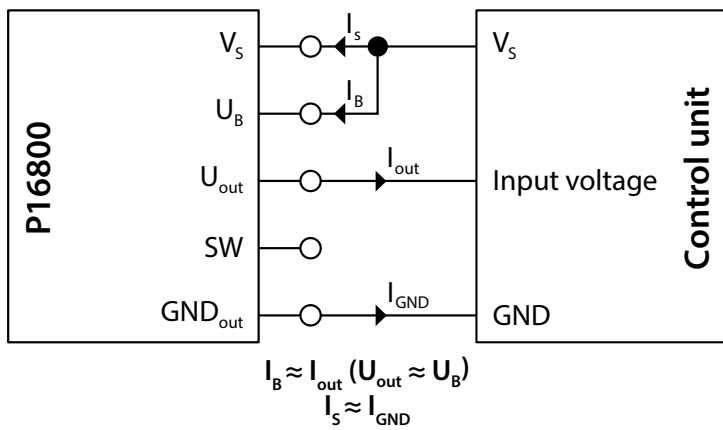 P16800
V_S
I_s
V_S
U_B
I_B
U_out
I_out
Input voltage
SW
GND_out
I_GND
GND
Control unit
I_B ≈ I_out (U_out ≈ U_B)
I_S ≈ I_GND